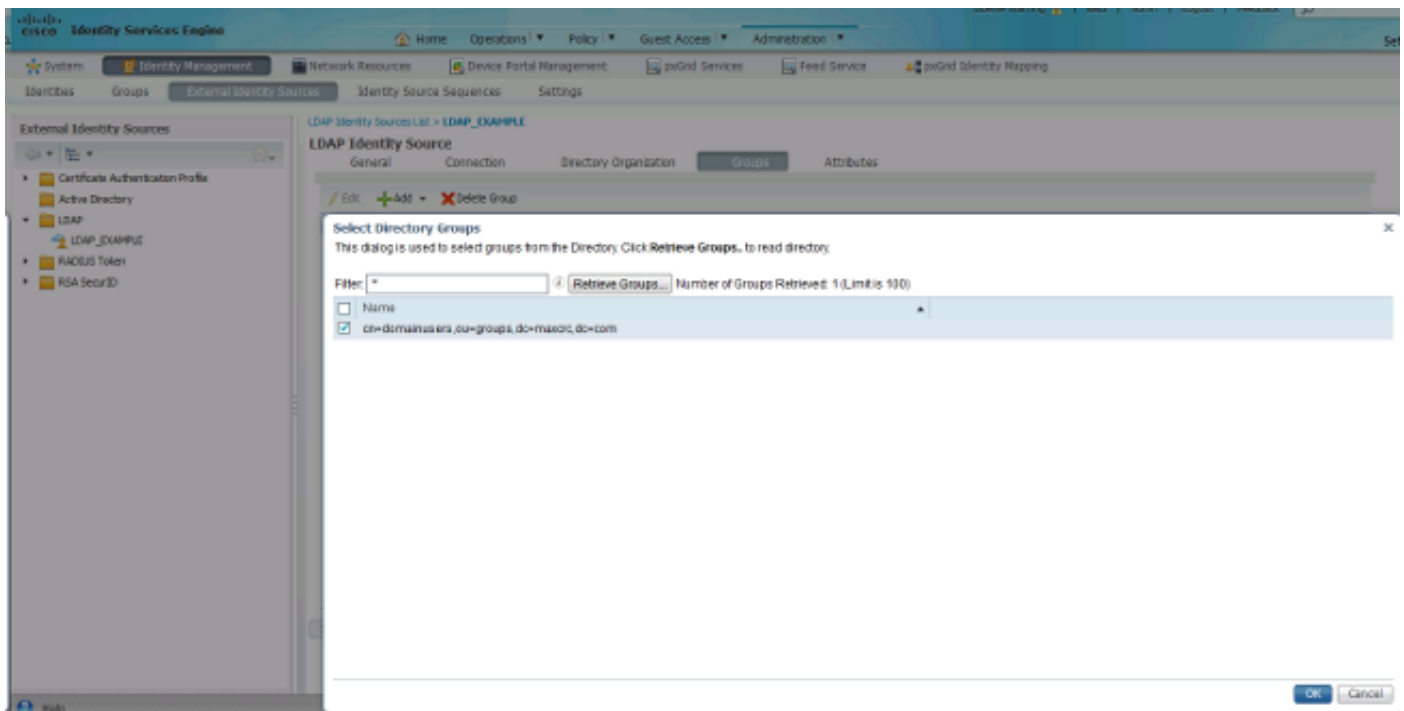 CISCO Identity Services Engine
Home Operations Policy Guest Access Administration
Set
System Identity Management Network Resources Device Portal Management pxGrid Services Feed Service pxGrid Identity Mapping
Identities Groups External Identity Sources Identity Source Sequences Settings
External Identity Sources
LDAP Identity Sources List > LDAP_EXAMPLE
LDAP Identity Source
General Connection Directory Organization Groups Attributes
Certificate Authentication Profile
Active Directory
LDAP
LDAP_EXAMPLE
RADIUS Token
RSA SecurID
Edit Add Delete Group
Select Directory Groups
This dialog is used to select groups from the Directory. Click Retrieve Groups.. to read directory.
Filter: * Retrieve Groups... Number of Groups Retrieved: 1 (Limit is 100)
Name
cn=domainusers,ou=groups,dc=maxcrc,dc=com
OK Cancel
Help